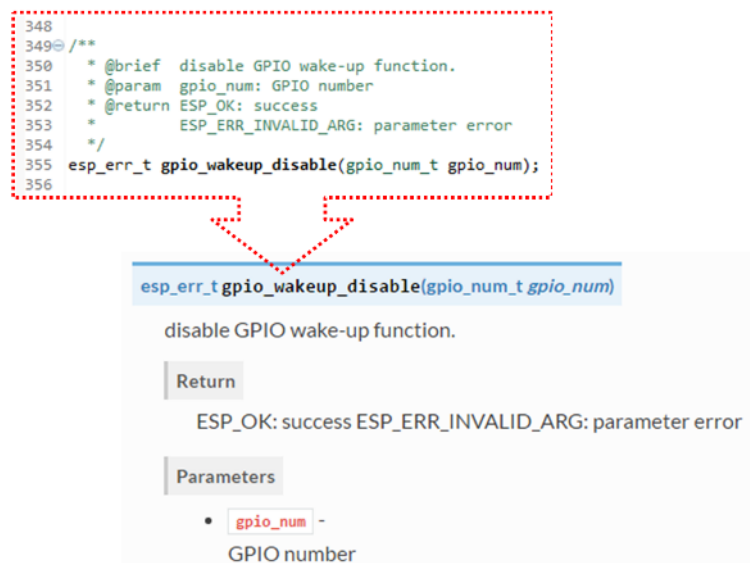 348
349 /**
350 * @brief disable GPIO wake-up function.
351 * @param gpio_num: GPIO number
352 * @return ESP_OK: success
353 * ESP_ERR_INVALID_ARG: parameter error
354 */
355 esp_err_t gpio_wakeup_disable(gpio_num_t gpio_num);
356
esp_err_t gpio_wakeup_disable(gpio_num_t gpio_num)
disable GPIO wake-up function.
Return
ESP_OK: success ESP_ERR_INVALID_ARG: parameter error
Parameters
• gpio_num -
GPIO number